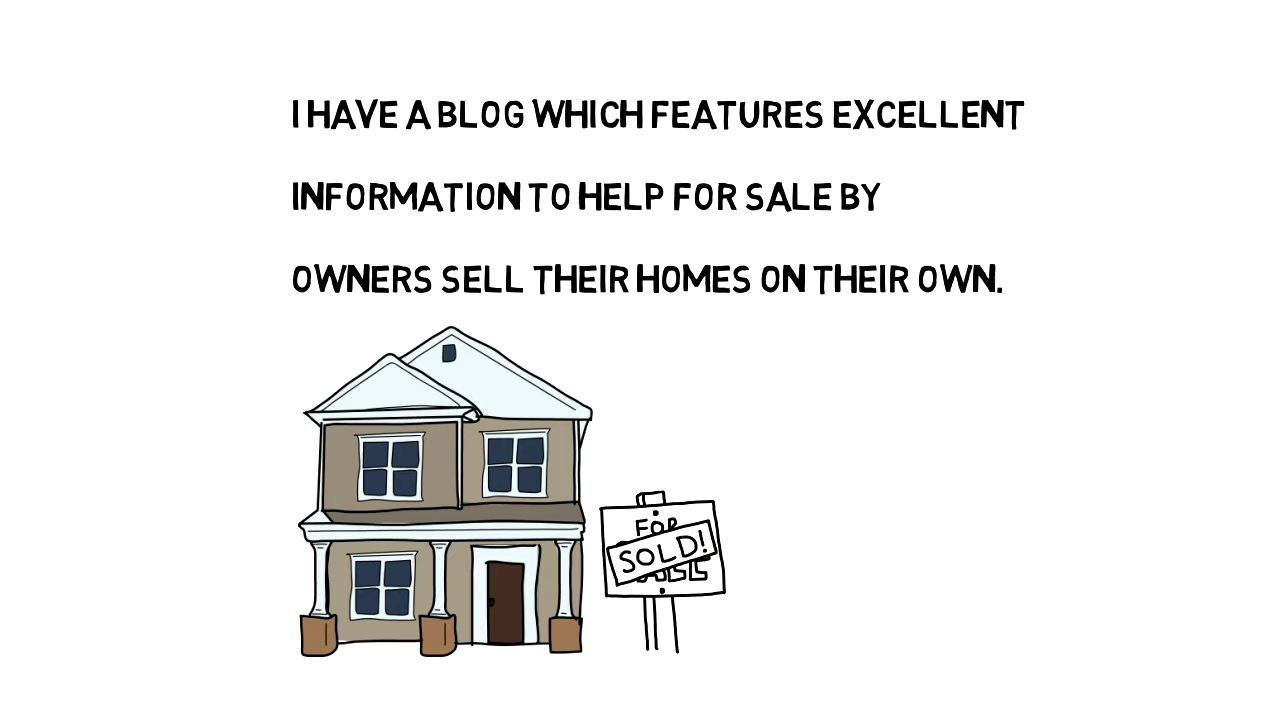 I HAVE A BLOG WHICH FEATURES EXCELLENT
INFORMATION TO HELP FOR SALE BY
OWNERS SELL THEIR HOMES ON THEIR OWN.
FOR
SOLD!